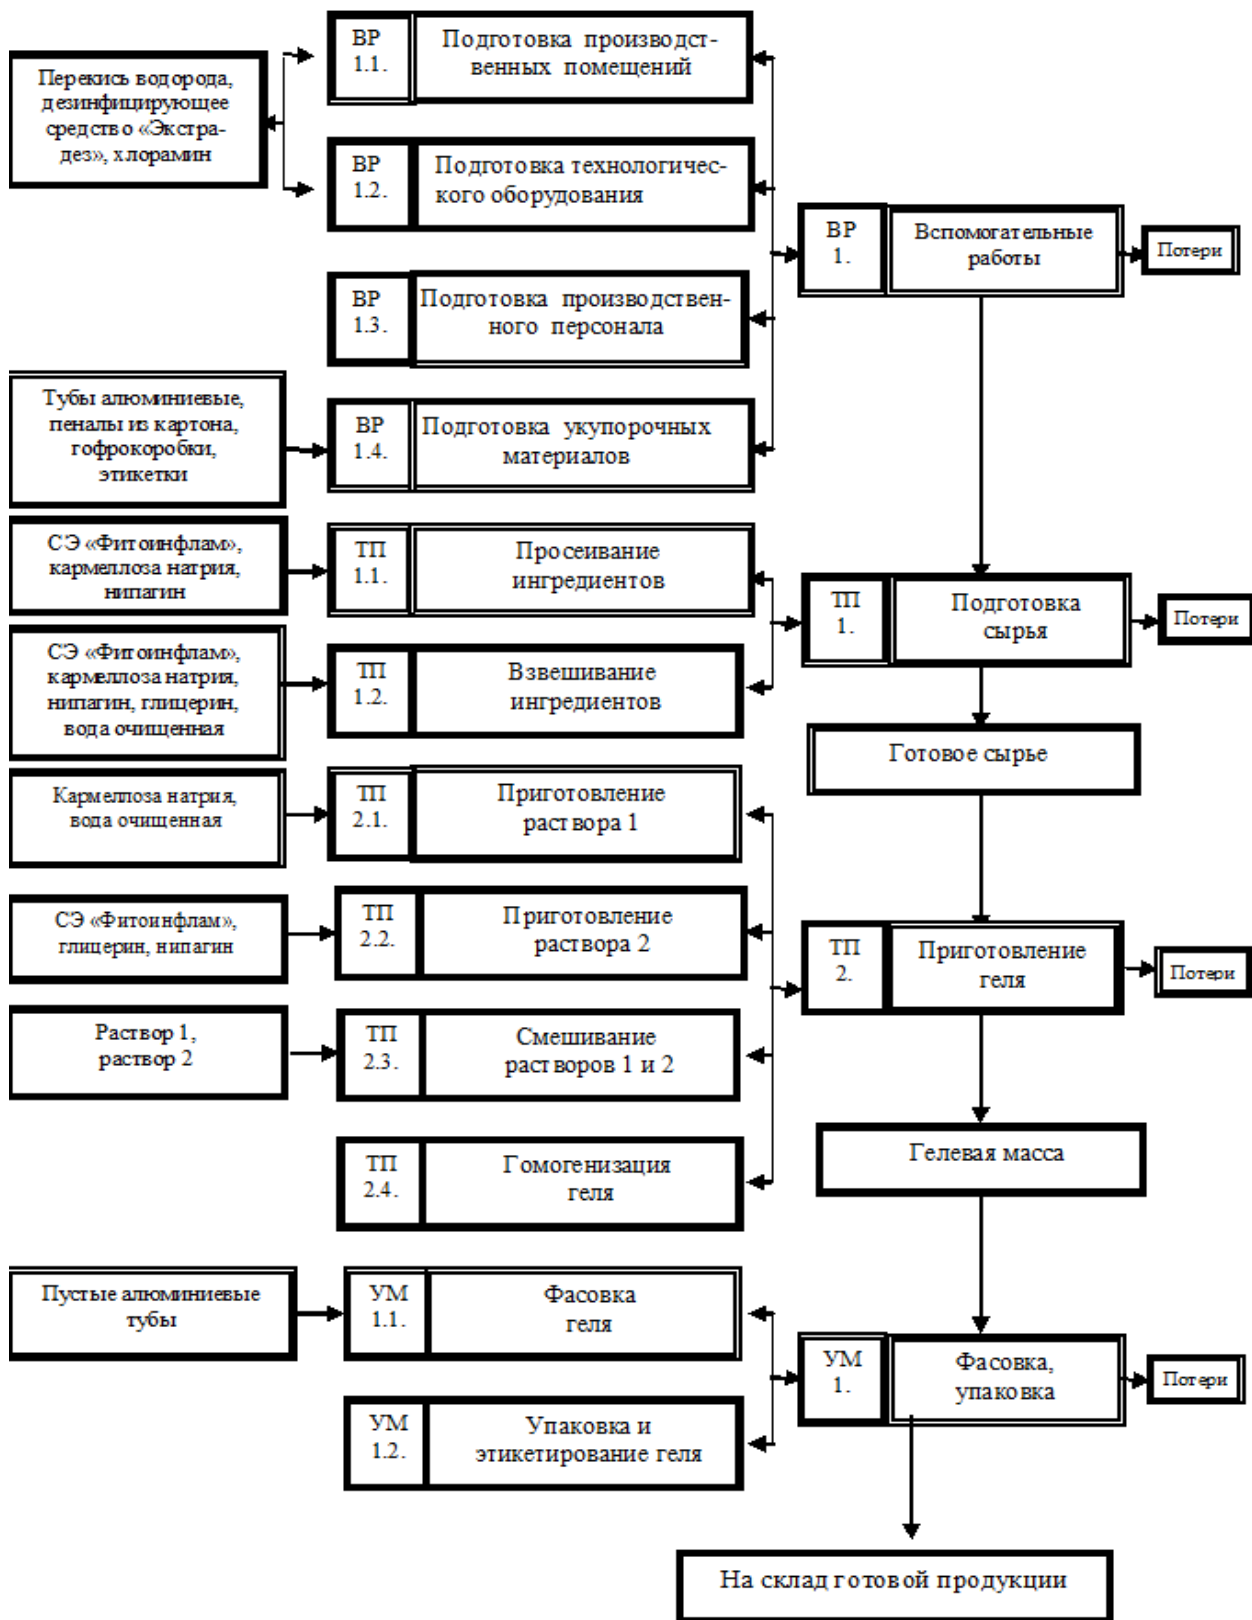 ВР
1.1.
Подготовка производст-
венных помещений
Перекись водорода,
дезинфицирующее
средство «Экстра-
дез», хлорамин
ВР
1.2.
Подготовка технологичес-
кого оборудования
ВР
1.
Вспомогательные
работы
Потери
ВР
1.3.
Подготовка производствен-
ного персонала
Тубы алюминиевые,
пеналы из картона,
гофрокоробки,
этикетки
ВР
1.4.
Подготовка укупорочных
материалов
СЭ «Фитоинфлам»,
кармеллоза натрия,
нипагин
ТП
1.1.
Просеивание
ингредиентов
ТП
1.
Подготовка
сырья
Потери
СЭ «Фитоинфлам»,
кармеллоза натрия,
нипагин, глицерин,
вода очищенная
ТП
1.2.
Взвешивание
ингредиентов
Готовое сырье
Кармеллоза натрия,
вода очищенная
ТП
2.1.
Приготовление
раствора 1
СЭ «Фитоинфлам»,
глицерин, нипагин
ТП
2.2.
Приготовление
раствора 2
ТП
2.
Приготовление
геля
Потери
Раствор 1,
раствор 2
ТП
2.3.
Смешивание
растворов 1 и 2
Гелевая масса
ТП
2.4.
Гомогенизация
геля
Пустые алюминиевые
тубы
УМ
1.1.
Фасовка
геля
УМ
1.
Фасовка,
упаковка
Потери
УМ
1.2.
Упаковка и
этикетирование геля
На склад готовой продукции